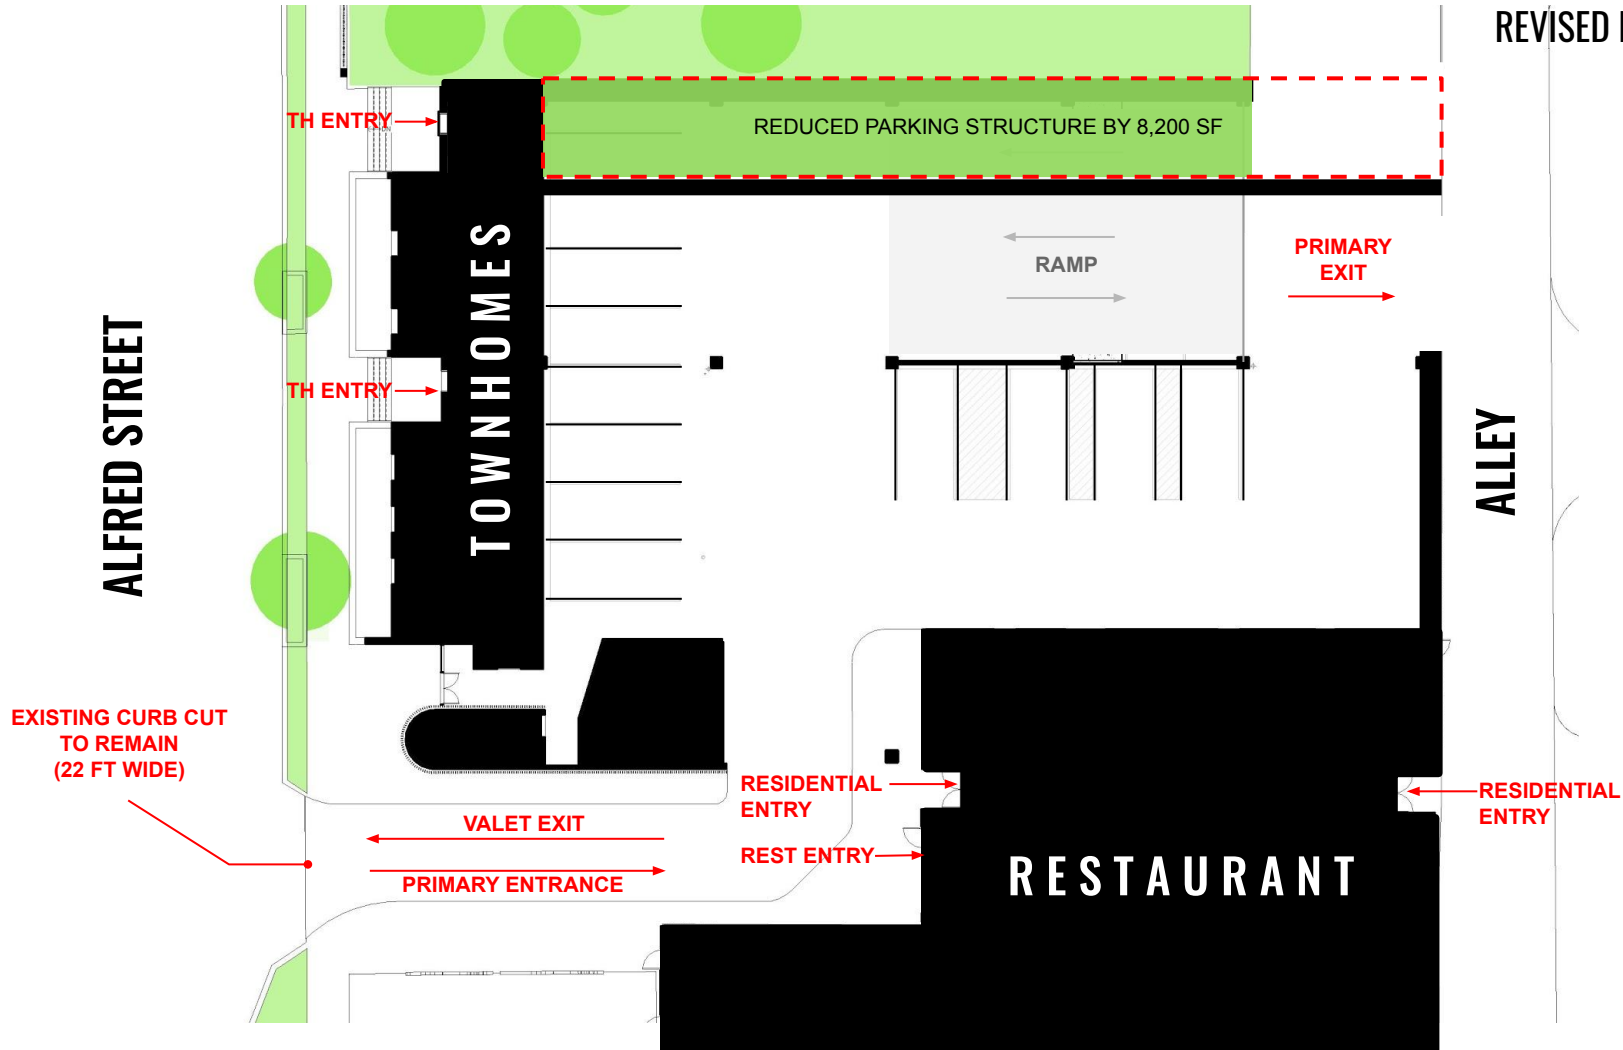 REVISED
TH ENTRY
REDUCED PARKING STRUCTURE BY 8,200 SF
TOWNHOMES
RAMP
PRIMARY
EXIT
ALFRED STREET
TH ENTRY
ALLEY
EXISTING CURB CUT
TO REMAIN
(22 FT WIDE)
RESIDENTIAL
ENTRY
RESIDENTIAL
ENTRY
VALET EXIT
REST ENTRY
PRIMARY ENTRANCE
RESTAURANT